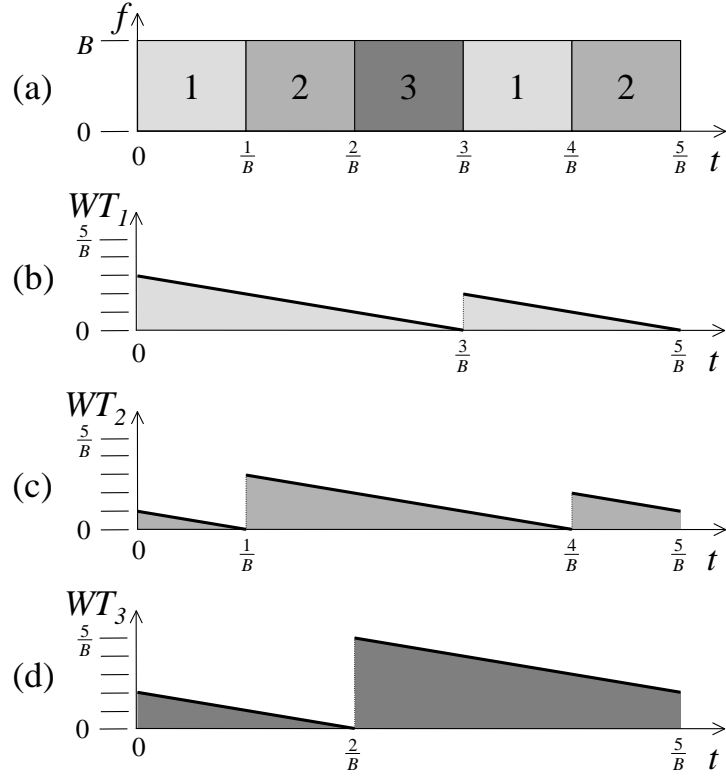 f
B
(a) 1 2 3 1 2
0
0 1/B 2/B 3/B 4/B 5/B t
WT1
5/B
(b)
0
0 3/B 5/B t
WT2
5/B
(c)
0
0 1/B 4/B 5/B t
WT3
5/B
(d)
0
0 2/B 5/B t